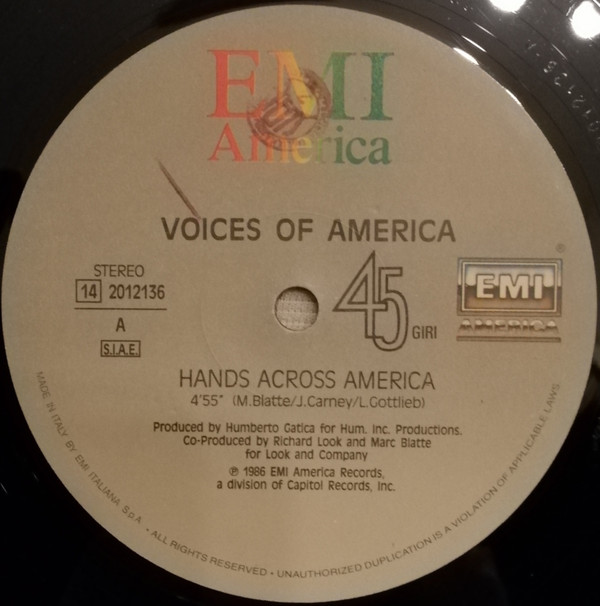 EMI
America
VOICES OF AMERICA
STEREO
14 2012136
A
S.I.A.E.
45 GIRI
EMI
AMERICA
®
HANDS ACROSS AMERICA
4'55" (M.Blatte/J.Carney/L.Gottlieb)
Produced by Humberto Gatica for Hum, Inc. Productions.
Co-Produced by Richard Look and Marc Blatte
for Look and Company
℗ 1986 EMI America Records,
a division of Capitol Records, Inc.
MADE IN ITALY BY EMI ITALIANA S.p.A. • ALL RIGHTS RESERVED • UNAUTHORIZED DUPLICATION IS A VIOLATION OF APPLICABLE LAWS